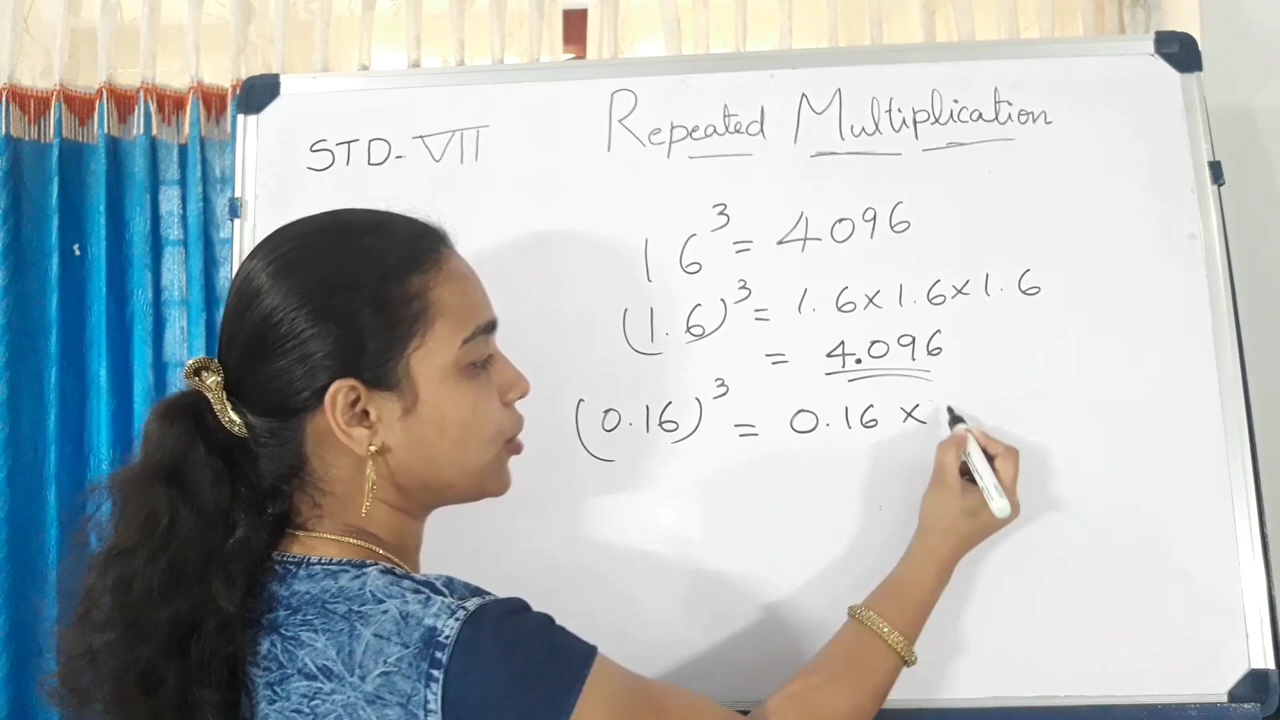 STD-VII
Repeated Multiplication
16³ = 4096
(1.6)³ = 1.6×1.6×1.6
= 4.096
(0.16)³ = 0.16 ×